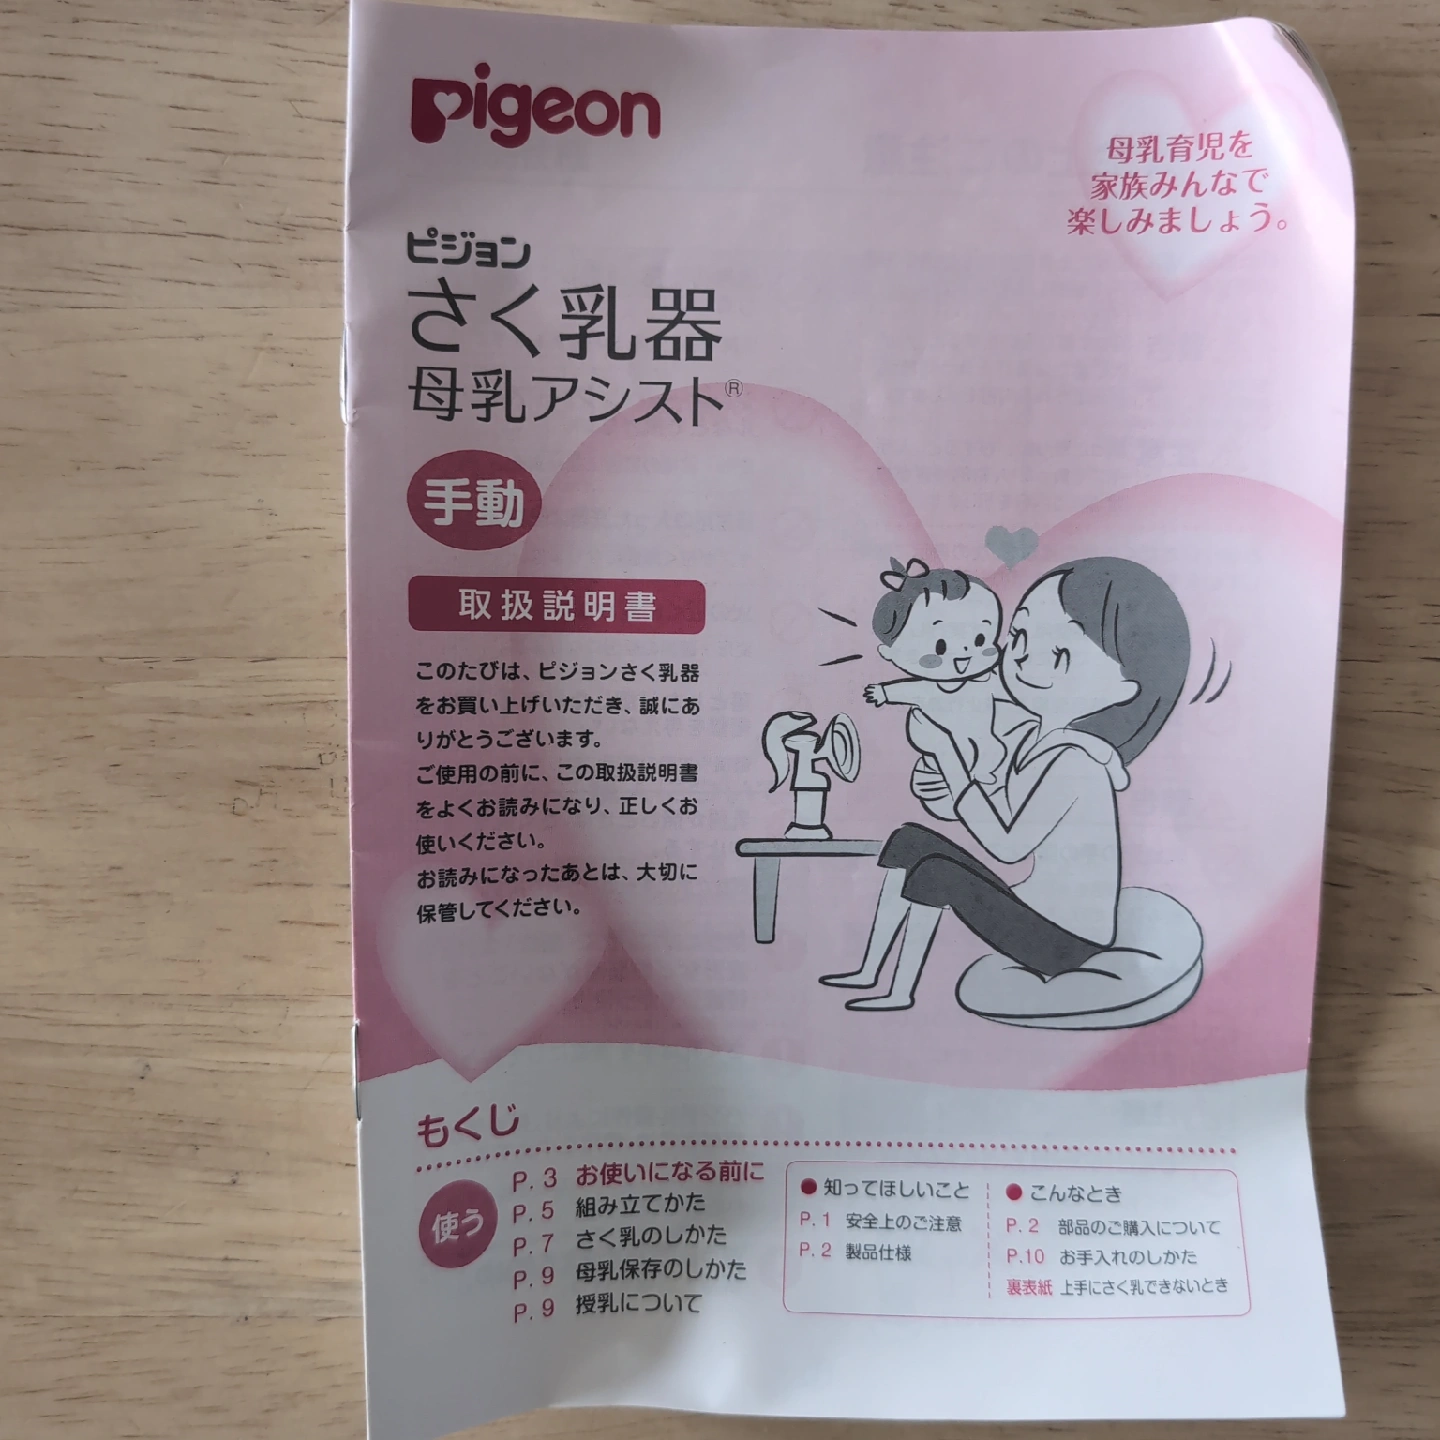 pigeon
母乳育児を
家族みんなで
楽しみましょう。
ピジョン
さく乳器
母乳アシスト®
手動
取扱説明書
このたびは、ピジョンさく乳器
をお買い上げいただき、誠にあ
りがとうございます。
ご使用の前に、この取扱説明書
をよくお読みになり、正しくお
使いください。
お読みになったあとは、大切に
保管してください。
もくじ
使う
P. 3 お使いになる前に
P. 5 組み立てかた
P. 7 さく乳のしかた
P. 9 母乳保存のしかた
P. 9 授乳について
●知ってほしいこと
P. 1 安全上のご注意
P. 2 製品仕様
●こんなとき
P. 2 部品のご購入について
P.10 お手入れのしかた
裏表紙 上手にさく乳できないとき